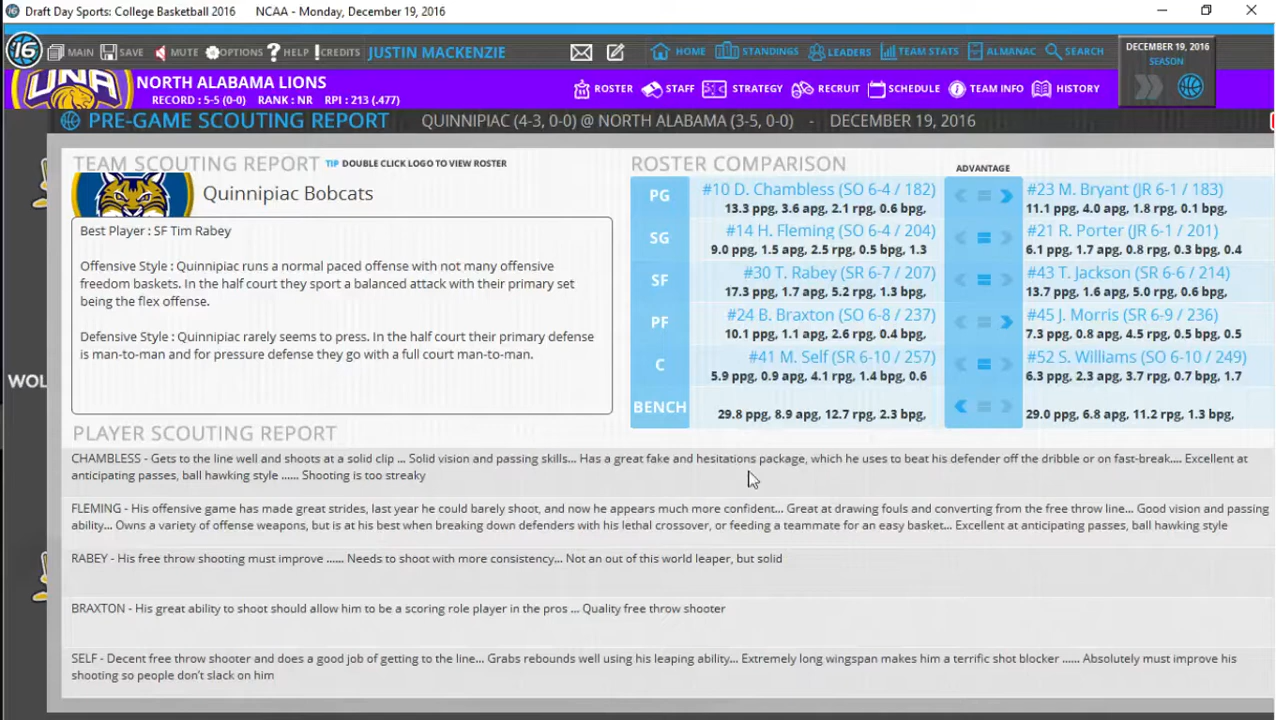 Draft Day Sports: College Basketball 2016 NCAA - Monday, December 19, 2016
16 MAIN SAVE MUTE OPTIONS ? HELP ! CREDITS JUSTIN MACKENZIE HOME STANDINGS LEADERS TEAM STATS ALMANAC SEARCH
DECEMBER 19, 2016
SEASON
UNA NORTH ALABAMA LIONS
RECORD : 5-5 (0-0) RANK : NR RPI : 213 (.477)
ROSTER STAFF STRATEGY RECRUIT SCHEDULE TEAM INFO HISTORY
PRE-GAME SCOUTING REPORT QUINNIPIAC (4-3, 0-0) @ NORTH ALABAMA (3-5, 0-0) - DECEMBER 19, 2016
TEAM SCOUTING REPORT TIP DOUBLE CLICK LOGO TO VIEW ROSTER
Quinnipiac Bobcats
Best Player : SF Tim Rabey
Offensive Style : Quinnipiac runs a normal paced offense with not many offensive
freedom baskets. In the half court they sport a balanced attack with their primary set
being the flex offense.
Defensive Style : Quinnipiac rarely seems to press. In the half court their primary defense
is man-to-man and for pressure defense they go with a full court man-to-man.
WOL
ROSTER COMPARISON ADVANTAGE
PG #10 D. Chambless (SO 6-4 / 182) #23 M. Bryant (JR 6-1 / 183)
13.3 ppg, 3.6 apg, 2.1 rpg, 0.6 bpg, 11.1 ppg, 4.0 apg, 1.8 rpg, 0.1 bpg,
SG #14 H. Fleming (SO 6-4 / 204) #21 R. Porter (JR 6-1 / 201)
9.0 ppg, 1.5 apg, 2.5 rpg, 0.5 bpg, 1.3 6.1 ppg, 1.7 apg, 0.8 rpg, 0.3 bpg, 0.4
SF #30 T. Rabey (SR 6-7 / 207) #43 T. Jackson (SR 6-6 / 214)
17.3 ppg, 1.7 apg, 5.2 rpg, 1.3 bpg, 13.7 ppg, 1.6 apg, 5.0 rpg, 0.6 bpg,
PF #24 B. Braxton (SO 6-8 / 237) #45 J. Morris (SR 6-9 / 236)
10.1 ppg, 1.1 apg, 2.6 rpg, 0.4 bpg, 7.3 ppg, 0.8 apg, 4.5 rpg, 0.5 bpg, 0.5
C #41 M. Self (SR 6-10 / 257) #52 S. Williams (SO 6-10 / 249)
5.9 ppg, 0.9 apg, 4.1 rpg, 1.4 bpg, 0.6 6.3 ppg, 2.3 apg, 3.7 rpg, 0.7 bpg, 1.7
BENCH 29.8 ppg, 8.9 apg, 12.7 rpg, 2.3 bpg, 29.0 ppg, 6.8 apg, 11.2 rpg, 1.3 bpg,
PLAYER SCOUTING REPORT
CHAMBLESS - Gets to the line well and shoots at a solid clip ... Solid vision and passing skills... Has a great fake and hesitations package, which he uses to beat his defender off the dribble or on fast-break.... Excellent at
anticipating passes, ball hawking style ...... Shooting is too streaky
FLEMING - His offensive game has made great strides, last year he could barely shoot, and now he appears much more confident... Great at drawing fouls and converting from the free throw line... Good vision and passing
ability... Owns a variety of offense weapons, but is at his best when breaking down defenders with his lethal crossover, or feeding a teammate for an easy basket... Excellent at anticipating passes, ball hawking style
RABEY - His free throw shooting must improve ...... Needs to shoot with more consistency... Not an out of this world leaper, but solid
BRAXTON - His great ability to shoot should allow him to be a scoring role player in the pros ... Quality free throw shooter
SELF - Decent free throw shooter and does a good job of getting to the line... Grabs rebounds well using his leaping ability... Extremely long wingspan makes him a terrific shot blocker ...... Absolutely must improve his
shooting so people don't slack on him